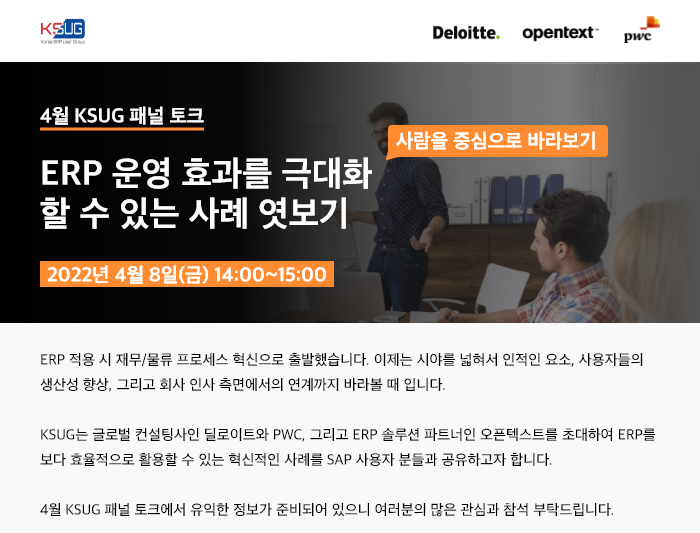 KSUG
Korea SAP User Group
Deloitte.
opentext™
pwc
4월 KSUG 패널 토크
사람을 중심으로 바라보기
ERP 운영 효과를 극대화
할 수 있는 사례 엿보기
2022년 4월 8일(금) 14:00~15:00
ERP 적용 시 재무/물류 프로세스 혁신으로 출발했습니다. 이제는 시야를 넓혀서 인적인 요소, 사용자들의
생산성 향상, 그리고 회사 인사 측면에서의 연계까지 바라볼 때 입니다.
KSUG는 글로벌 컨설팅사인 딜로이트와 PWC, 그리고 ERP 솔루션 파트너인 오픈텍스트를 초대하여 ERP를
보다 효율적으로 활용할 수 있는 혁신적인 사례를 SAP 사용자 분들과 공유하고자 합니다.
4월 KSUG 패널 토크에서 유익한 정보가 준비되어 있으니 여러분의 많은 관심과 참석 부탁드립니다.